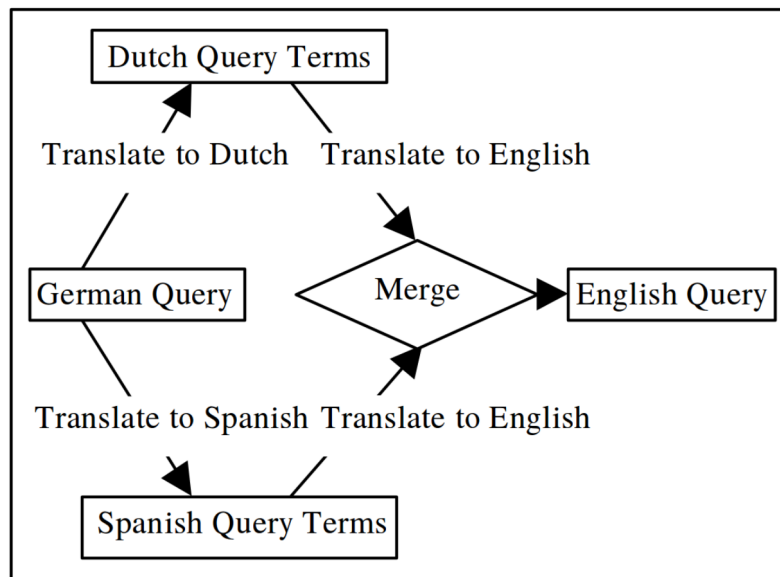 Dutch Query Terms
Translate to Dutch
Translate to English
German Query
Merge
English Query
Translate to Spanish
Translate to English
Spanish Query Terms